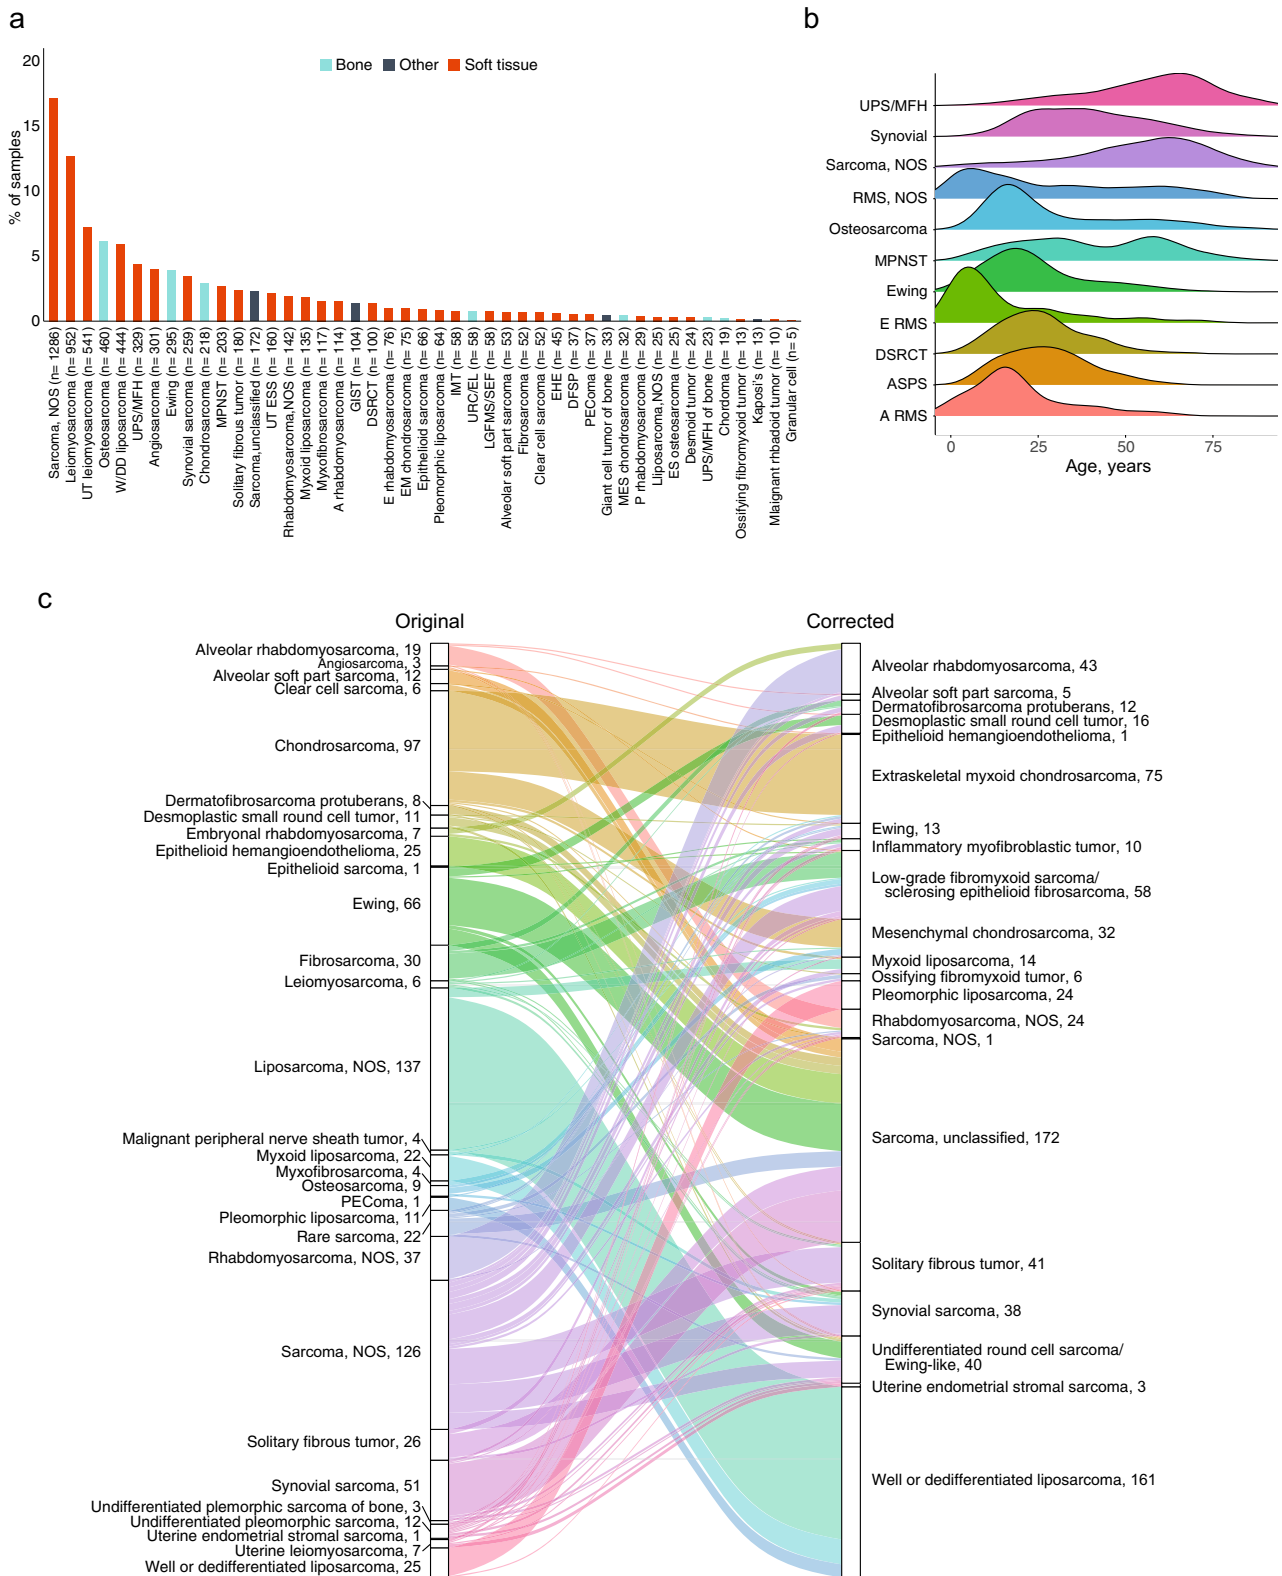 a
20
15
10
5
0
% of samples
Bone
Other
Soft tissue
Sarcoma, NOS (n= 1286)
Leiomyosarcoma (n= 952)
UT leiomyosarcoma (n= 541)
Osteosarcoma (n= 460)
W/DD liposarcoma (n= 444)
UPS/MFH (n= 329)
Angiosarcoma (n= 301)
Ewing (n= 295)
Synovial sarcoma (n= 259)
Chondrosarcoma (n= 218)
MPNST (n= 203)
Solitary fibrous tumor (n= 180)
Sarcoma,unclassified (n= 172)
UT ESS (n= 160)
Rhabdomyosarcoma,NOS (n= 142)
Myxoid liposarcoma (n= 135)
Myxofibrosarcoma (n= 117)
A rhabdomyosarcoma (n= 114)
GIST (n= 104)
DSRCT (n= 100)
E rhabdomyosarcoma (n= 76)
EM chondrosarcoma (n= 75)
Epithelioid sarcoma (n= 66)
Pleomorphic liposarcoma (n= 64)
IMT (n= 58)
URC/EL (n= 58)
LGFMS/SEF (n= 58)
Alveolar soft part sarcoma (n= 53)
Fibrosarcoma (n= 52)
Clear cell sarcoma (n= 52)
EHE (n= 45)
DFSP (n= 37)
PEComa (n= 37)
Giant cell tumor of bone (n= 33)
MES chondrosarcoma (n= 32)
P rhabdomyosarcoma (n= 29)
Liposarcoma,NOS (n= 25)
ES osteosarcoma (n= 25)
Desmoid tumor (n= 24)
UPS/MFH of bone (n= 23)
Chordoma (n= 19)
Ossifying fibromyxoid tumor (n= 13)
Kaposi's (n= 13)
Mlaignant rhbadoid tumor (n= 10)
Granular cell (n= 5)
b
UPS/MFH
Synovial
Sarcoma, NOS
RMS, NOS
Osteosarcoma
MPNST
Ewing
E RMS
DSRCT
ASPS
A RMS
0
25
50
75
Age, years
c
Original
Alveolar rhabdomyosarcoma, 19
Angiosarcoma, 3
Alveolar soft part sarcoma, 12
Clear cell sarcoma, 6
Chondrosarcoma, 97
Dermatofibrosarcoma protuberans, 8
Desmoplastic small round cell tumor, 11
Embryonal rhabdomyosarcoma, 7
Epithelioid hemangioendothelioma, 25
Epithelioid sarcoma, 1
Ewing, 66
Fibrosarcoma, 30
Leiomyosarcoma, 6
Liposarcoma, NOS, 137
Malignant peripheral nerve sheath tumor, 4
Myxoid liposarcoma, 22
Myxofibrosarcoma, 4
Osteosarcoma, 9
PEComa, 1
Pleomorphic liposarcoma, 11
Rare sarcoma, 22
Rhabdomyosarcoma, NOS, 37
Sarcoma, NOS, 126
Solitary fibrous tumor, 26
Synovial sarcoma, 51
Undifferentiated plemorphic sarcoma of bone, 3
Undifferentiated pleomorphic sarcoma, 12
Uterine endometrial stromal sarcoma, 1
Uterine leiomyosarcoma, 7
Well or dedifferentiated liposarcoma, 25
Corrected
Alveolar rhabdomyosarcoma, 43
Alveolar soft part sarcoma, 5
Dermatofibrosarcoma protuberans, 12
Desmoplastic small round cell tumor, 16
Epithelioid hemangioendothelioma, 1
Extraskeletal myxoid chondrosarcoma, 75
Ewing, 13
Inflammatory myofibroblastic tumor, 10
Low-grade fibromyxoid sarcoma/
sclerosing epithelioid fibrosarcoma, 58
Mesenchymal chondrosarcoma, 32
Myxoid liposarcoma, 14
Ossifying fibromyxoid tumor, 6
Pleomorphic liposarcoma, 24
Rhabdomyosarcoma, NOS, 24
Sarcoma, NOS, 1
Sarcoma, unclassified, 172
Solitary fibrous tumor, 41
Synovial sarcoma, 38
Undifferentiated round cell sarcoma/
Ewing-like, 40
Uterine endometrial stromal sarcoma, 3
Well or dedifferentiated liposarcoma, 161